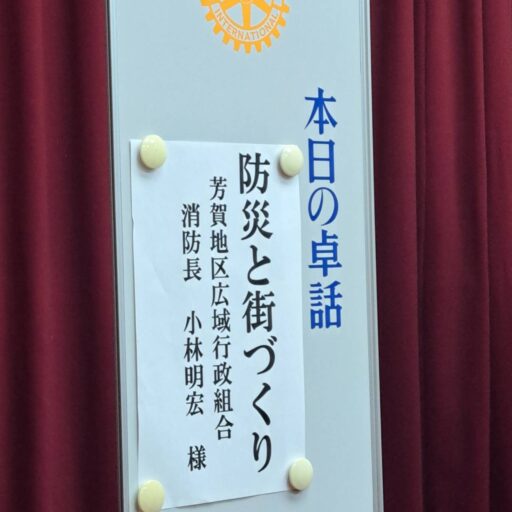 INTERNATIONAL
本日の卓話
防災と街づくり
芳賀地区広域行政組合
消防長 小林明宏 様